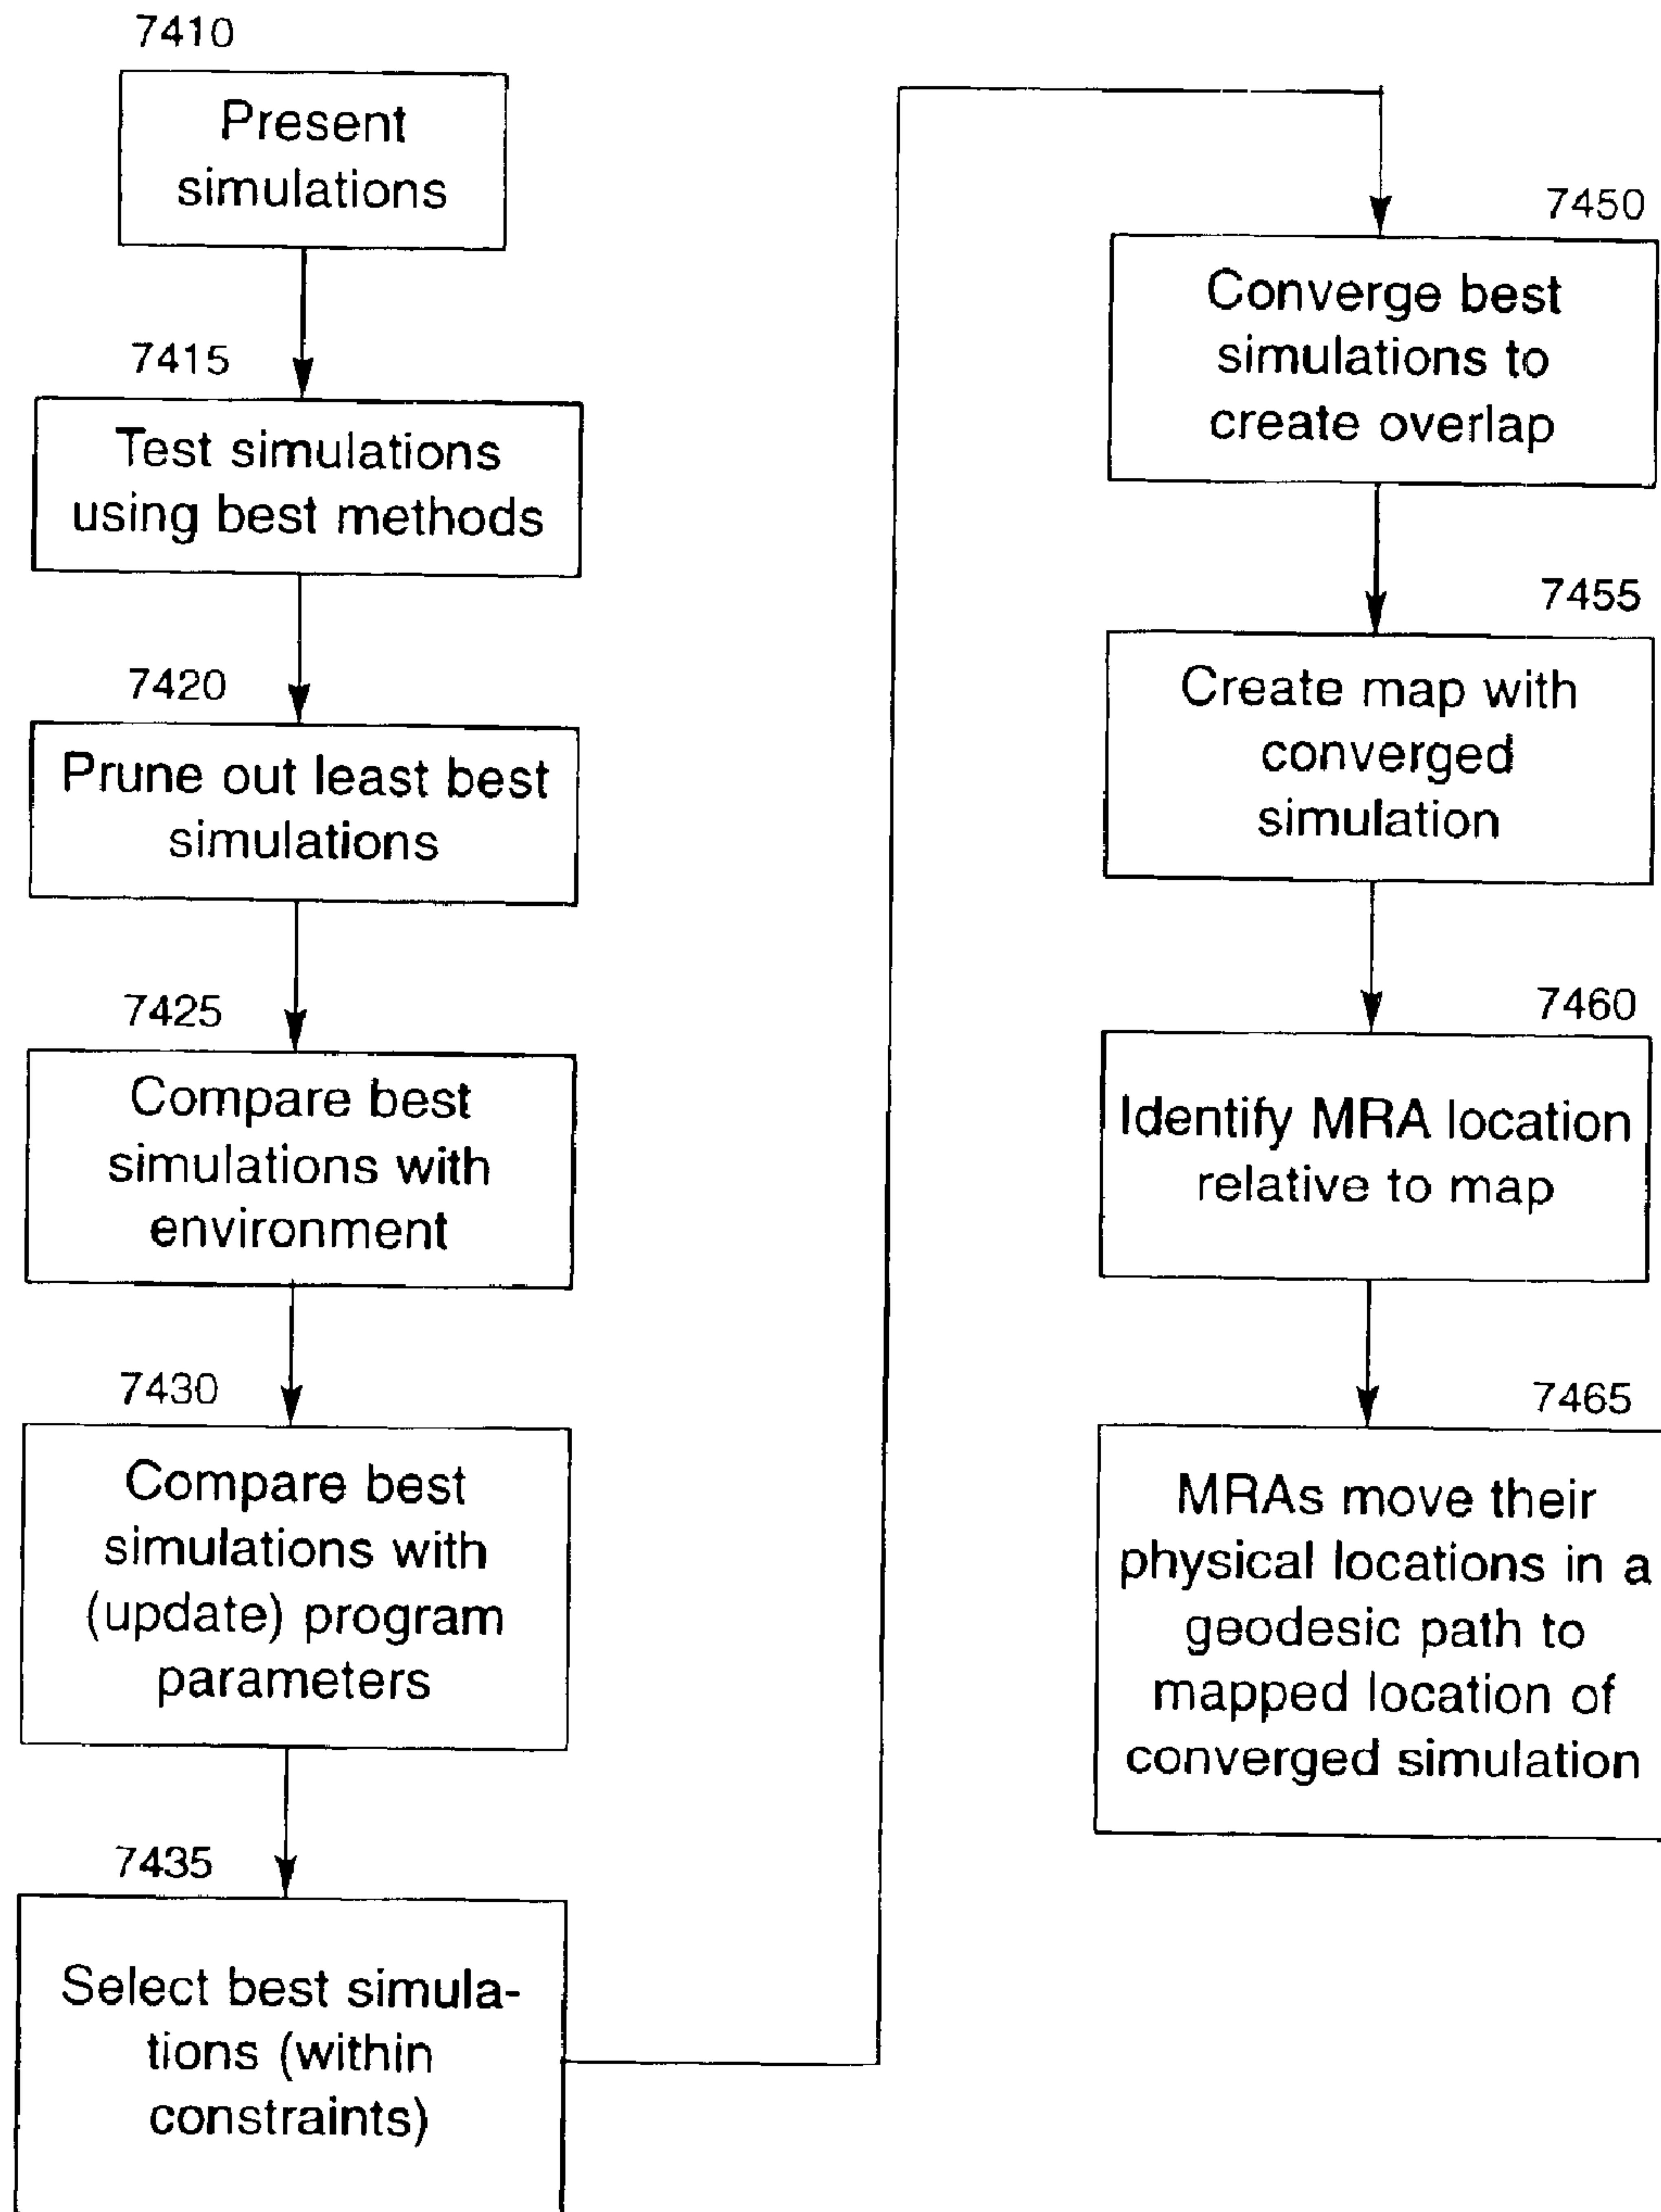 7410
Present
simulations
7415
Test simulations
using best methods
7420
Prune out least best
simulations
7425
Compare best
simulations with
environment
7430
Compare best
simulations with
(update) program
parameters
7435
Select best simula-
tions (within
constraints)
7450
Converge best
simulations to
create overlap
7455
Create map with
converged
simulation
7460
Identify MRA location
relative to map
7465
MRAs move their
physical locations in a
geodesic path to
mapped location of
converged simulation